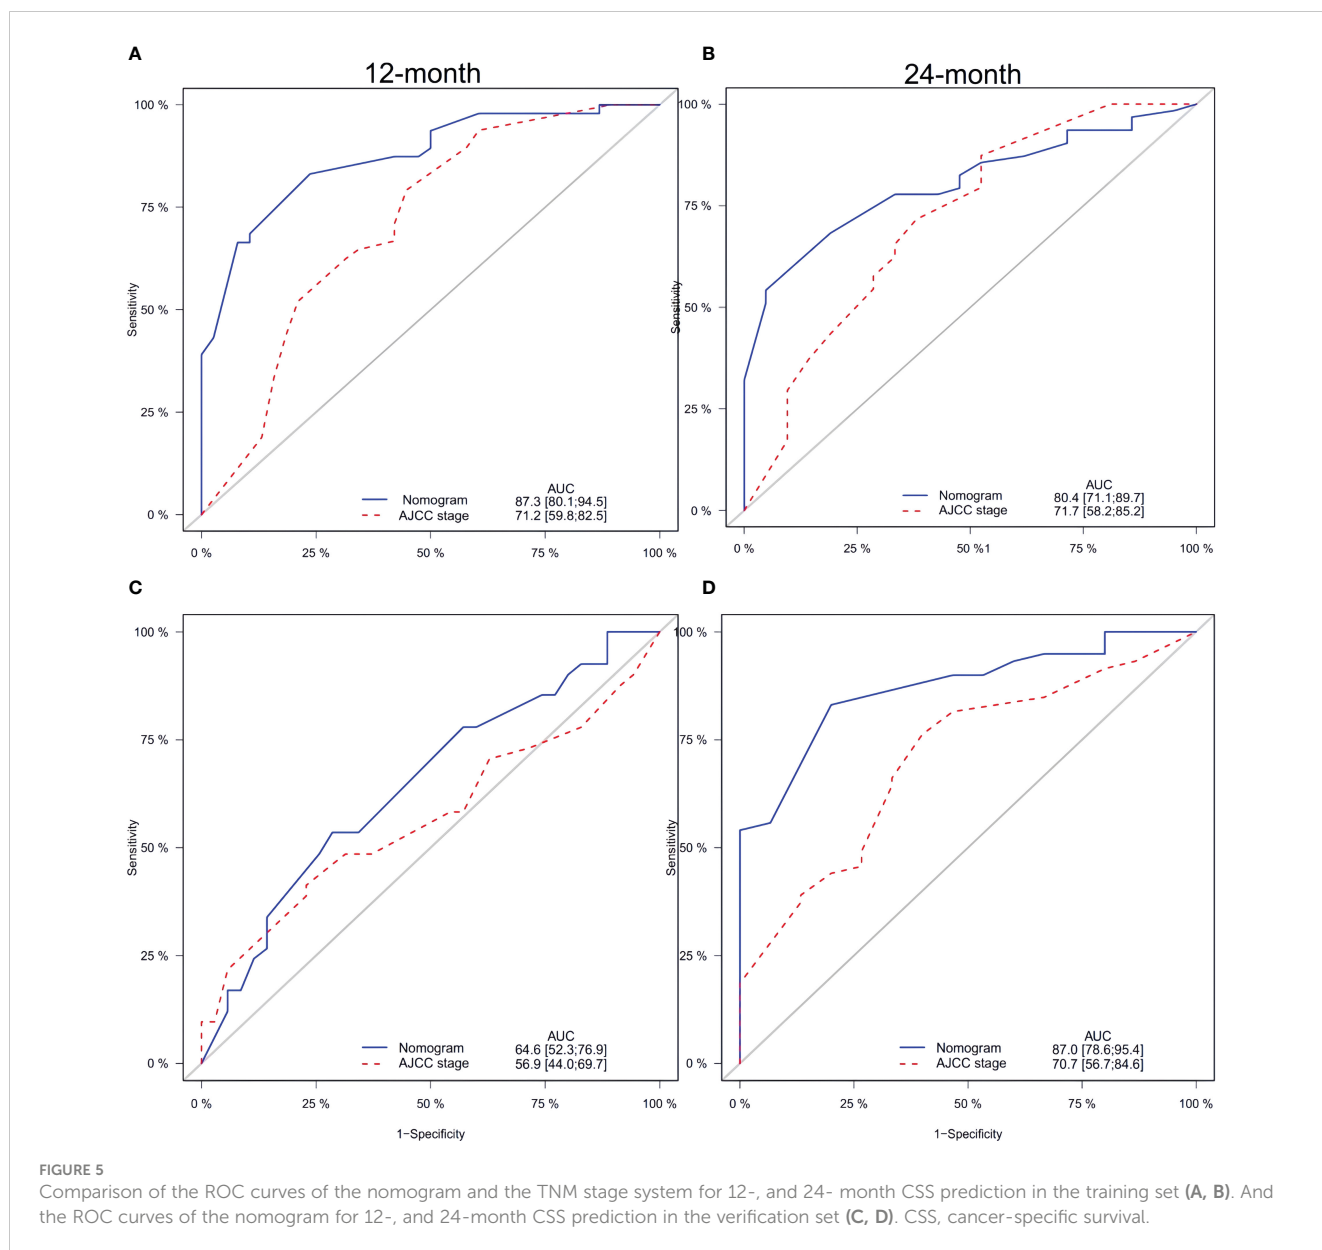 A
B
12-month
24-month
100 %
75 %
50 %
25 %
0 %
Sensitivity
AUC
Nomogram 87.3 [80.1;94.5]
AJCC stage 71.2 [59.8;82.5]
0 % 25 % 50 % 75 % 100 %
100 %
75 %
50 %
25 %
0 %
Sensitivity
AUC
Nomogram 80.4 [71.1;89.7]
AJCC stage 71.7 [58.2;85.2]
0 % 25 % 50 %1 75 % 100 %
C
D
100 %
75 %
50 %
25 %
0 %
Sensitivity
AUC
Nomogram 64.6 [52.3;76.9]
AJCC stage 56.9 [44.0;69.7]
0 % 25 % 50 % 75 % 100 %
1−Specificity
100 %
75 %
50 %
25 %
0 %
Sensitivity
AUC
Nomogram 87.0 [78.6;95.4]
AJCC stage 70.7 [56.7;84.6]
0 % 25 % 50 % 75 % 100 %
1−Specificity
FIGURE 5
Comparison of the ROC curves of the nomogram and the TNM stage system for 12-, and 24- month CSS prediction in the training set (A, B). And
the ROC curves of the nomogram for 12-, and 24-month CSS prediction in the verification set (C, D). CSS, cancer-specific survival.